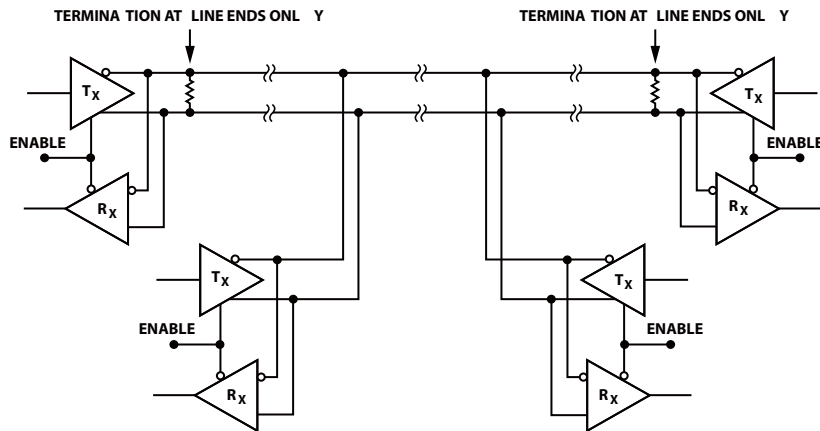 TERMINA TION AT LINE ENDS ONL Y
TERMINA TION AT LINE ENDS ONL Y
TX
TX
ENABLE
ENABLE
RX
RX
TX
TX
ENABLE
ENABLE
RX
RX